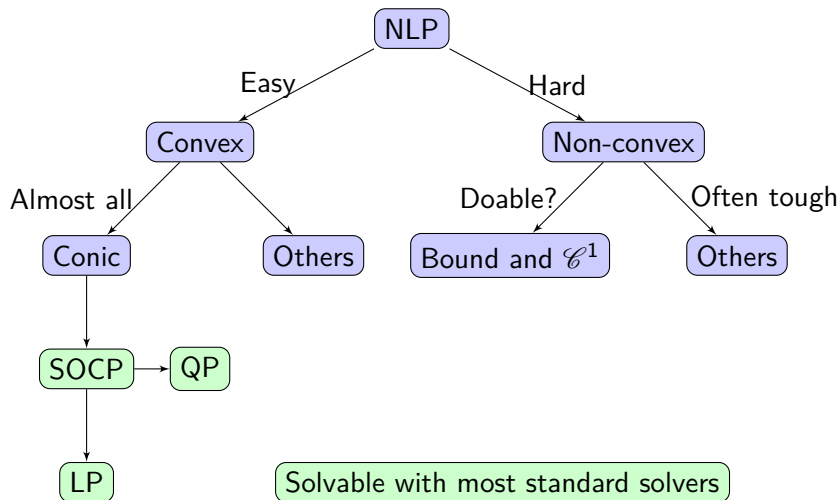 NLP
Easy
Hard
Convex
Non-convex
Almost all
Doable?
Often tough
Conic
Others
Bound and 𝒞¹
Others
SOCP
QP
LP
Solvable with most standard solvers